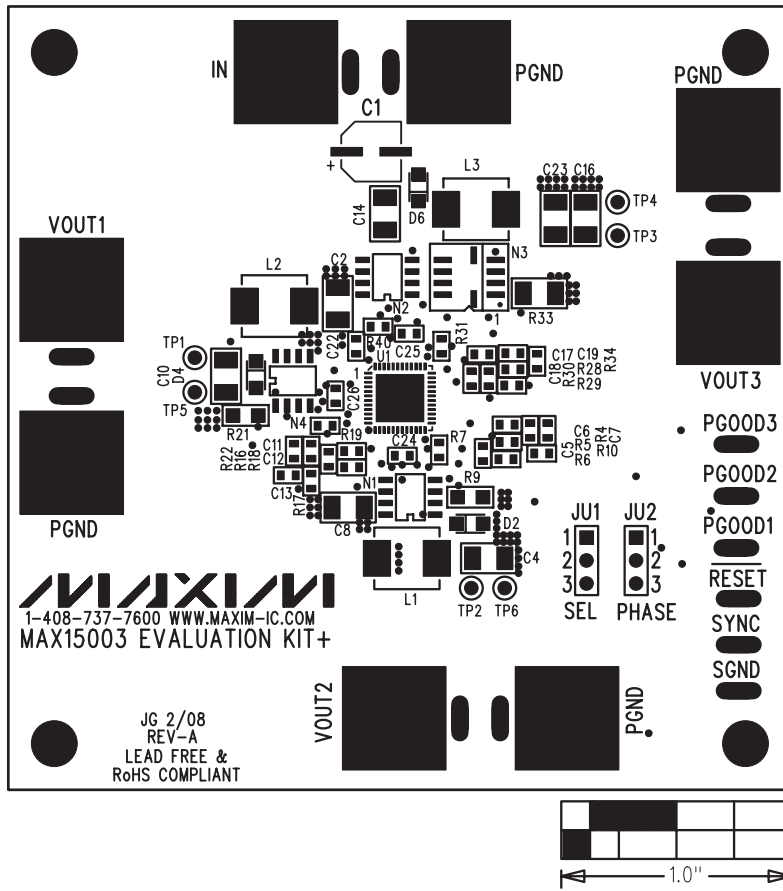 IN
PGND
PGND
C1
+
L3
C23 C16
TP4
TP3
C14
D6
VOUT1
L2
C2
N3
N2
1
R33
TP1
C10
D4
TP5
C22
R40
C25
R31
U1
1
C17
C19
R34
C18
R30
R28
R29
VOUT3
C26
R21
N4
R19
C24
R7
C6
R4
C7
C5
R5
R10
R6
PGOOD3
R22
R16
R18
C11
C12
C13
R17
N1
R9
PGOOD2
C8
D2
C4
JU1
JU2
PGOOD1
1
2
3
1
2
3
PGND
L1
TP2
TP6
SEL
PHASE
RESET
MAXIM
1-408-737-7600 WWW.MAXIM-IC.COM
MAX15003 EVALUATION KIT+
SYNC
SGND
VOUT2
PGND
JG 2/08
REV-A
LEAD FREE &
RoHS COMPLIANT
1.0"